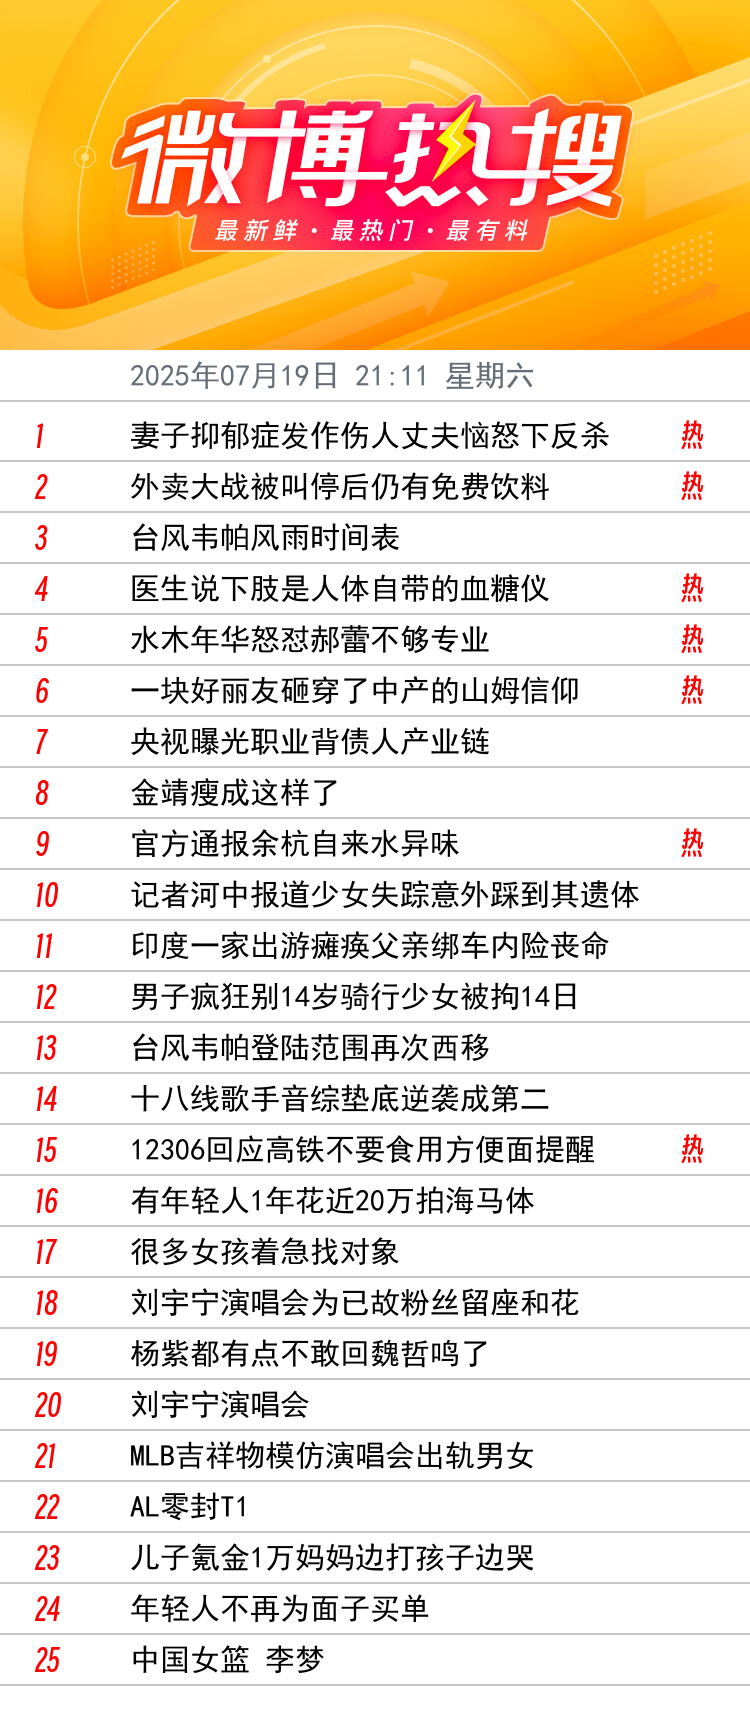 微博热搜
最新鲜·最热门·最有料
2025年07月19日 21:11 星期六
1 妻子抑郁症发作伤人丈夫恼怒下反杀 热
2 外卖大战被叫停后仍有免费饮料 热
3 台风韦帕风雨时间表
4 医生说下肢是人体自带的血糖仪 热
5 水木年华怒怼郝蕾不够专业 热
6 一块好丽友砸穿了中产的山姆信仰 热
7 央视曝光职业背债人产业链
8 金靖瘦成这样了
9 官方通报余杭自来水异味 热
10 记者河中报道少女失踪意外踩到其遗体
11 印度一家出游瘫痪父亲绑车内险丧命
12 男子疯狂别14岁骑行少女被拘14日
13 台风韦帕登陆范围再次西移
14 十八线歌手音综垫底逆袭成第二
15 12306回应高铁不要食用方便面提醒 热
16 有年轻人1年花近20万拍海马体
17 很多女孩着急找对象
18 刘宇宁演唱会为已故粉丝留座和花
19 杨紫都有点不敢回魏哲鸣了
20 刘宇宁演唱会
21 MLB吉祥物模仿演唱会出轨男女
22 AL零封T1
23 儿子氪金1万妈妈边打孩子边哭
24 年轻人不再为面子买单
25 中国女篮 李梦